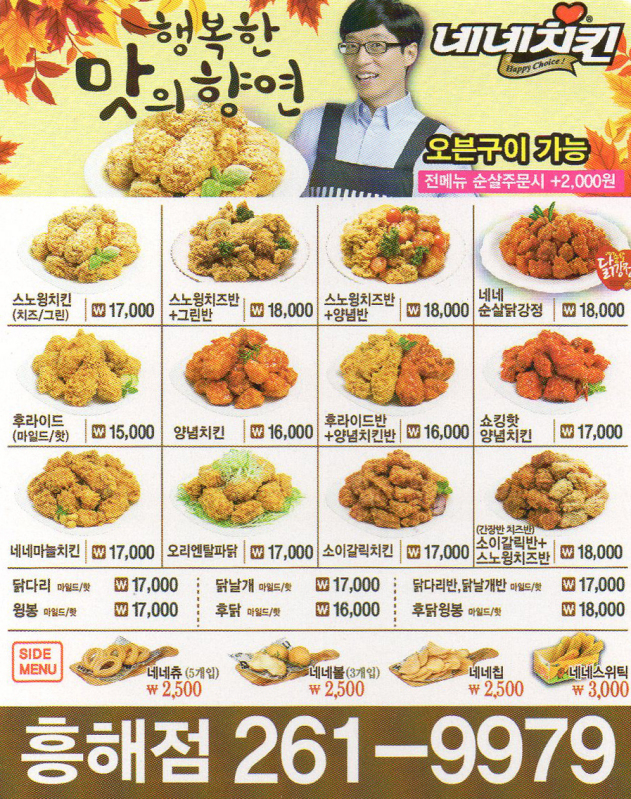 행복한
맛의 향연
네네치킨
Happy Choice!
오븐구이 가능
전메뉴 순살주문시 +2,000원
스노윙치킨
(치즈/그린) ₩ 17,000
스노윙치즈반
+그린반 ₩ 18,000
스노윙치즈반
+양념반 ₩ 18,000
네네
순살닭강정 ₩ 18,000
후라이드
(마일드/핫) ₩ 15,000
양념치킨 ₩ 16,000
후라이드반
+양념치킨반 ₩ 16,000
쇼킹핫
양념치킨 ₩ 17,000
네네마늘치킨 ₩ 17,000
오리엔탈파닭 ₩ 17,000
소이갈릭치킨 ₩ 17,000
(간장반 치즈반)
소이갈릭반+
스노윙치즈반 ₩ 18,000
닭다리 마일드/핫 ₩ 17,000
닭날개 마일드/핫 ₩ 17,000
닭다리반,닭날개반 마일드/핫 ₩ 17,000
윙봉 마일드/핫 ₩ 17,000
후닭 마일드/핫 ₩ 16,000
후닭윙봉 마일드/핫 ₩ 18,000
SIDE
MENU
네네츄 (5개입)
₩ 2,500
네네볼(3개입)
₩ 2,500
네네칩
₩ 2,500
네네스위틱
₩ 3,000
흥해점 261-9979